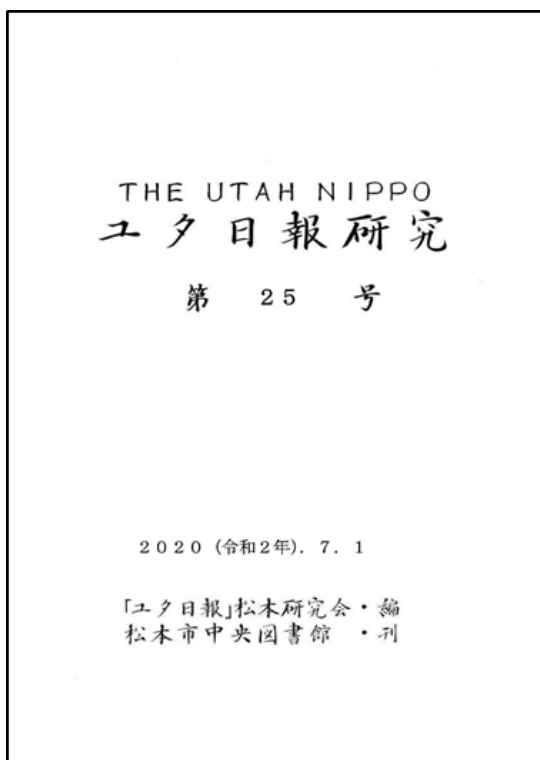 THE UTAH NIPPO
ユタ日報研究
第 25 号
2020 (令和2年). 7. 1
「ユタ日報」松本研究会・編
松本市中央図書館 ・刊